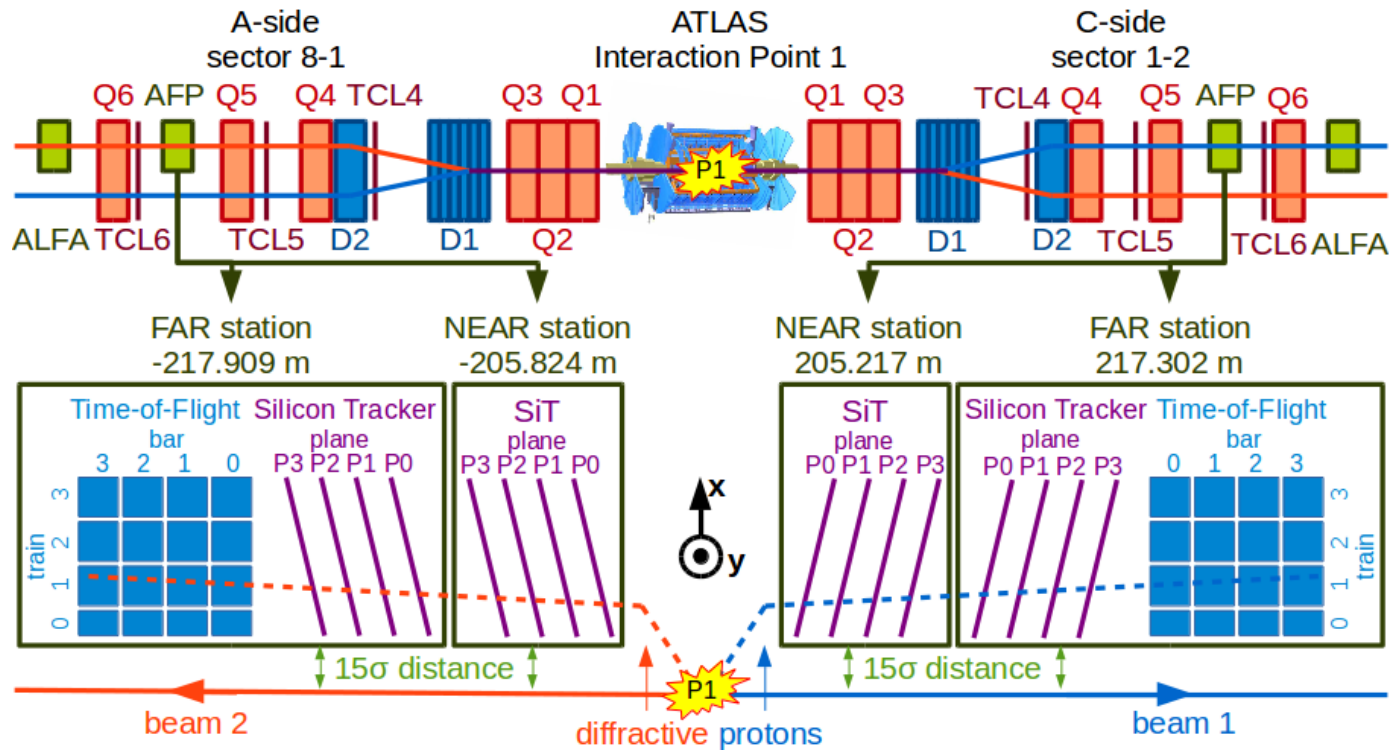 A-side
sector 8-1
ATLAS
Interaction Point 1
C-side
sector 1-2
Q6 AFP Q5 Q4 TCL4 Q3 Q1 Q1 Q3 TCL4 Q4 Q5 AFP Q6
P1
ALFA TCL6 TCL5 D2 D1 Q2 Q2 D1 D2 TCL5 TCL6 ALFA
FAR station
-217.909 m
NEAR station
-205.824 m
NEAR station
205.217 m
FAR station
217.302 m
Time-of-Flight
bar
3 2 1 0
train
3
2
1
0
Silicon Tracker
plane
P3 P2 P1 P0
SiT
plane
P3 P2 P1 P0
x
y
SiT
plane
P0 P1 P2 P3
Silicon Tracker
plane
P0 P1 P2 P3
Time-of-Flight
bar
0 1 2 3
3
2
1
0
train
15σ distance
15σ distance
P1
beam 2
diffractive protons
beam 1